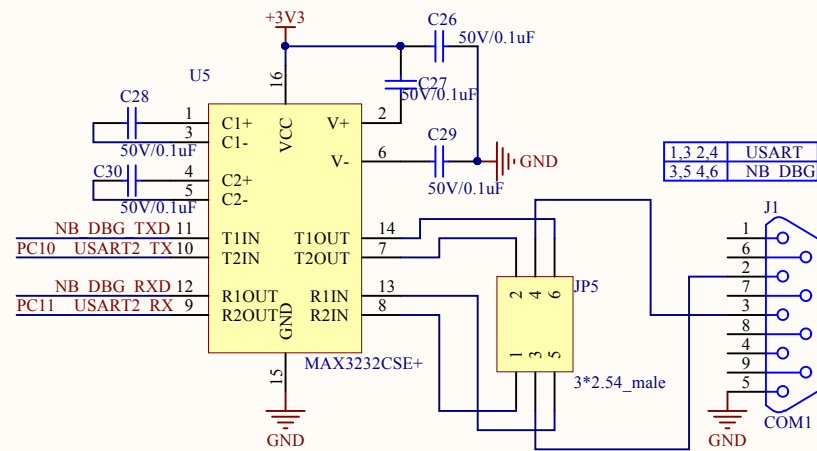 +3V3
C26
50V/0.1uF
U5
16
C27
50V/0.1uF
C28
1
C1+
VCC
V+
2
3
C1-
50V/0.1uF
C29
V-
6
GND
50V/0.1uF
C30
4
C2+
5
C2-
50V/0.1uF
1,3 2,4 USART
3,5 4,6 NB DBG
J1
NB_DBG_TXD 11 T1IN T1OUT 14
PC10 USART2_TX 10 T2IN T2OUT 7
NB_DBG_RXD 12 R1OUT R1IN 13
PC11 USART2_RX 9 R2OUT R2IN 8
GND
15
MAX3232CSE+
GND
JP5
2 4 6
1 3 5
3*2.54_male
1
6
2
7
3
8
4
9
5
COM1
GND